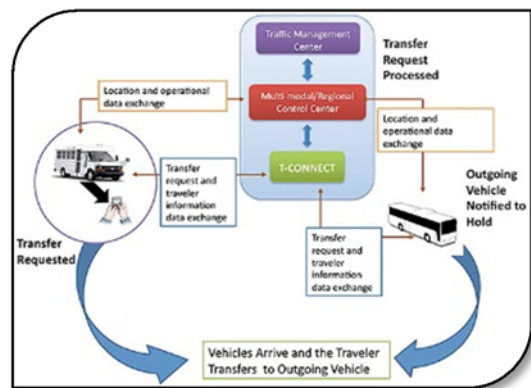 Traffic Management
Center
Transfer
Request
Processed
Location and operational
data exchange
Multi-modal/Regional
Control Center
Location and
operational data
exchange
Transfer
request and
traveler
information
data exchange
T-CONNECT
Outgoing
Vehicle
Notified to
Hold
Transfer
Requested
Transfer
request and
traveler
information
data exchange
Vehicles Arrive and the Traveler
Transfers to Outgoing Vehicle